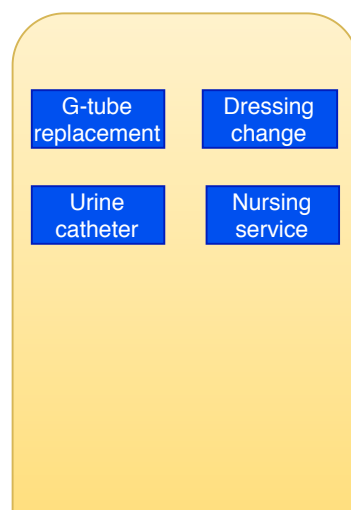 G-tube
replacement
Dressing
change
Urine
catheter
Nursing
service